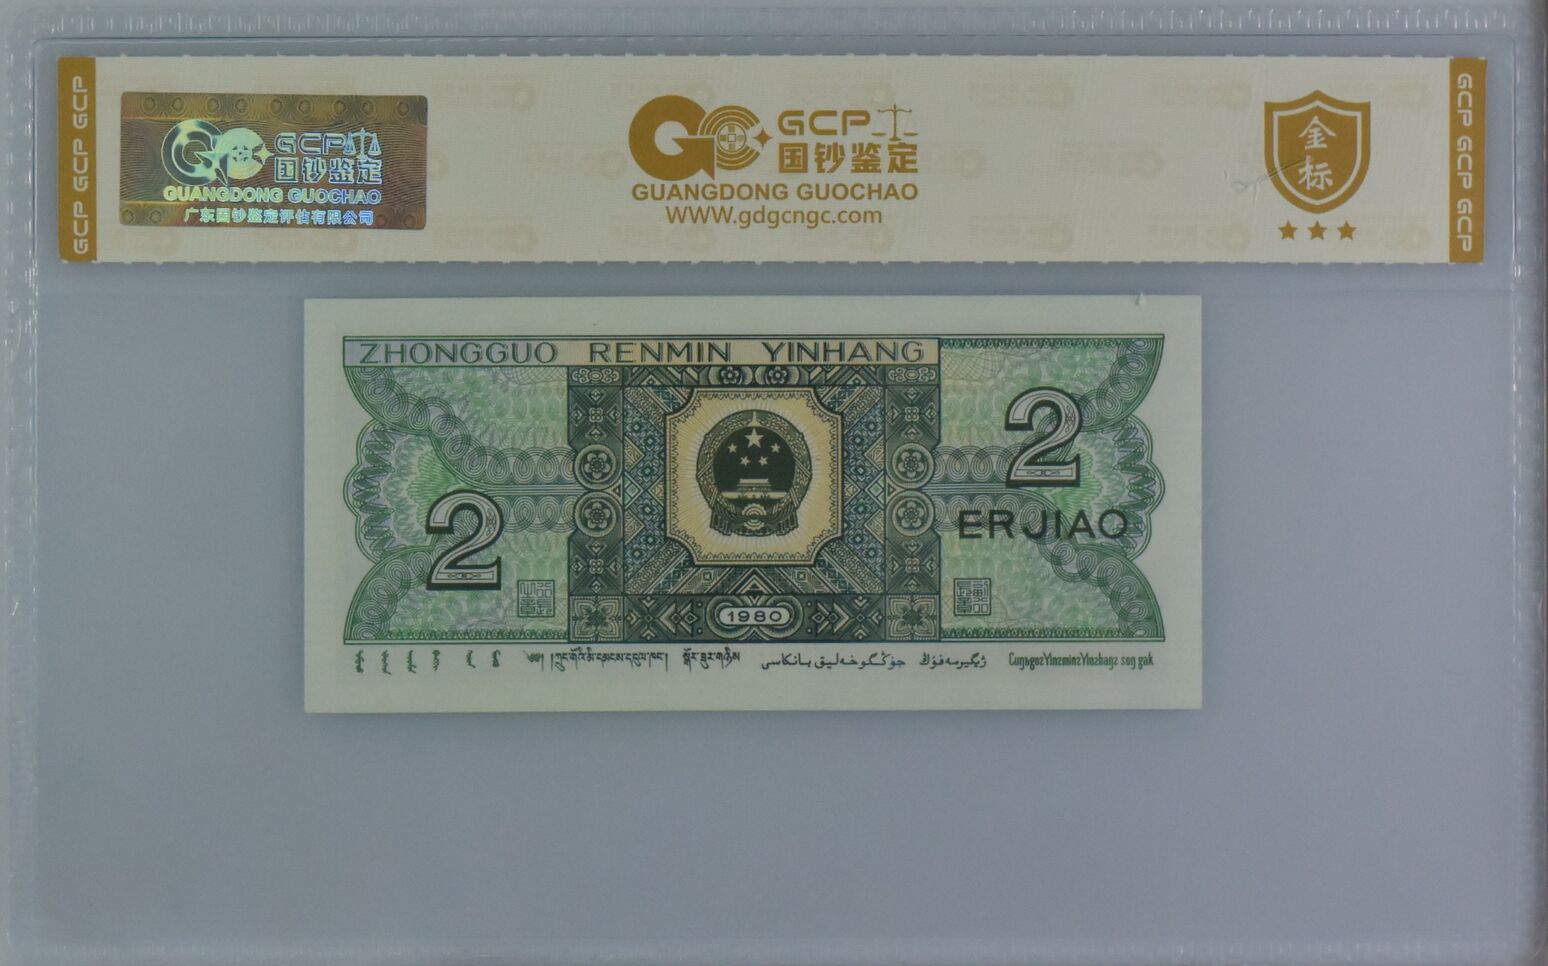 GCP GCP GCP
GCP
国钞鉴定
GUANGDONG GUOCHAO
广东国钞鉴定评估有限公司
GCP
国钞鉴定
GUANGDONG GUOCHAO
WWW.gdgcngc.com
金标
GCP GCP GCP
ZHONGGUO RENMIN YINHANG
2
2
ERJIAO
1980